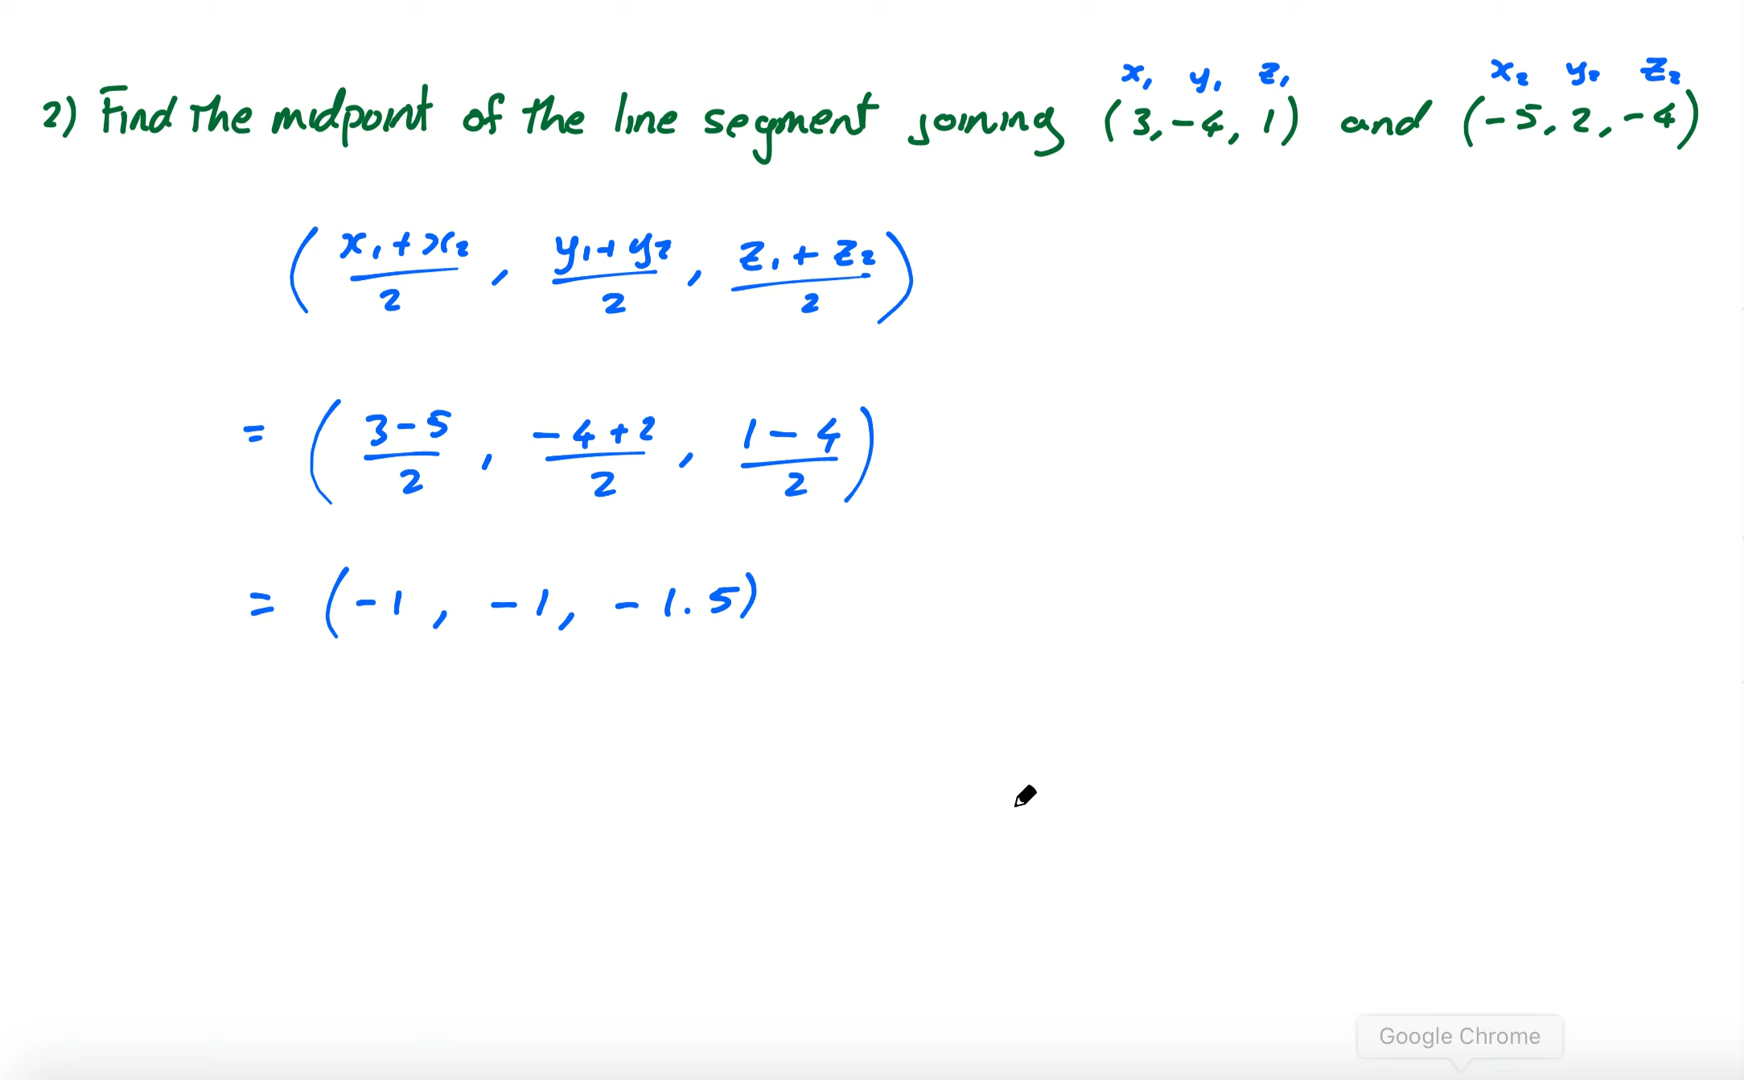 x₁ y₁ z₁ x₂ y₂ z₂
2) Find the midpoint of the line segment joining (3,-4, 1) and (-5, 2, -4)
( (x₁+x₂)/2 , (y₁+y₂)/2 , (z₁+z₂)/2 )
= ( (3-5)/2 , (-4+2)/2 , (1-4)/2 )
= (-1, -1, -1.5)
Google Chrome